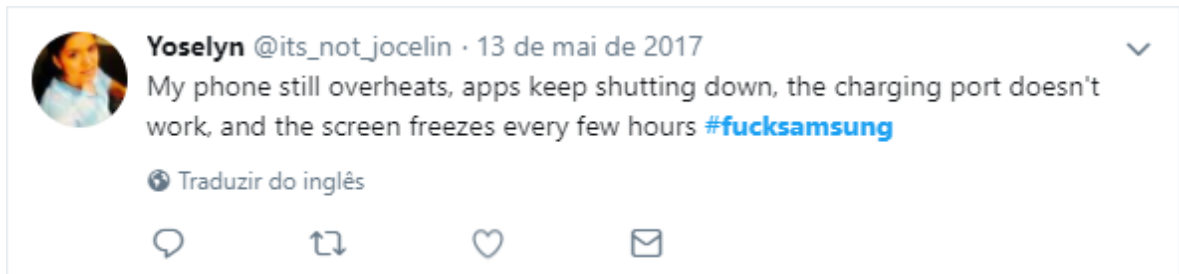 Yoselyn @its_not_jocelin · 13 de mai de 2017
My phone still overheats, apps keep shutting down, the charging port doesn't
work, and the screen freezes every few hours #fucksamsung
Traduzir do inglês